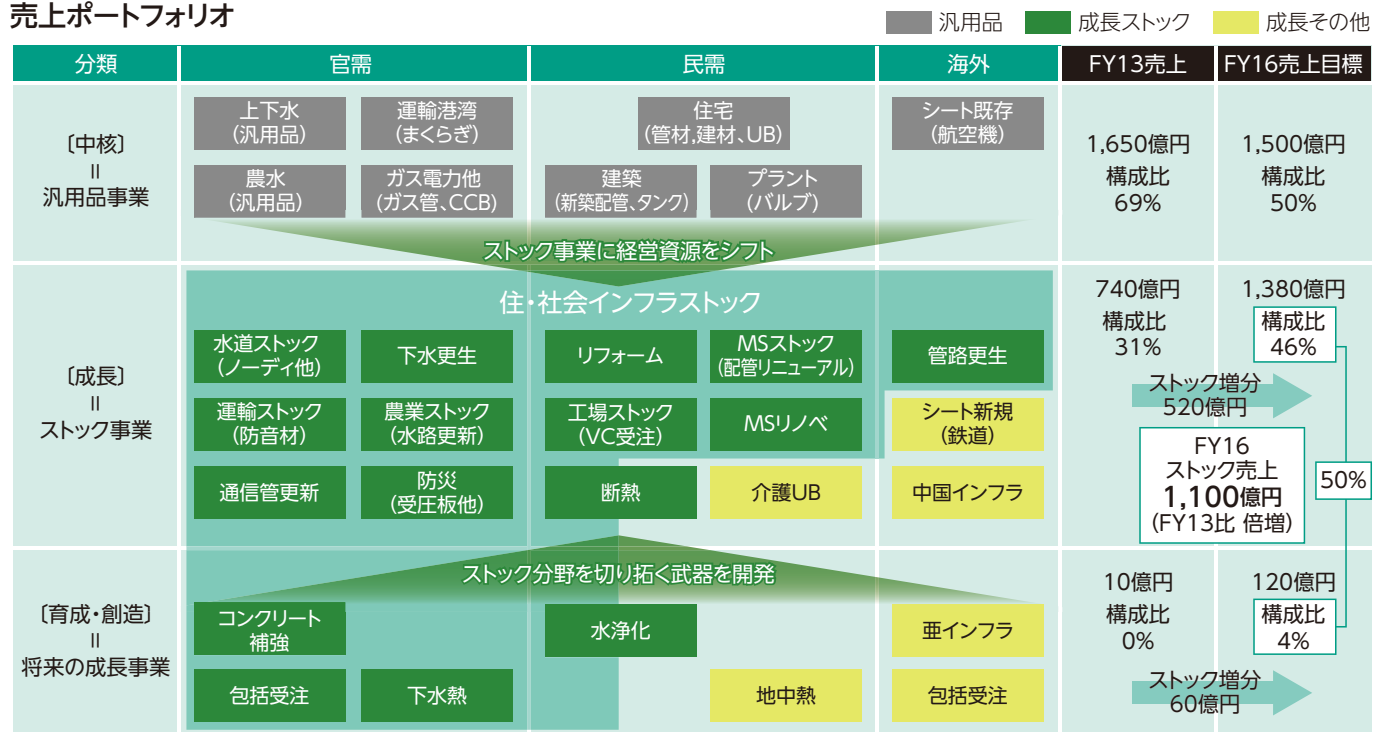 売上ポートフォリオ
汎用品
成長ストック
成長その他
分類
官需
民需
海外
FY13売上
FY16売上目標
〔中核〕
＝
汎用品事業
上下水
(汎用品)
運輸港湾
(まくらぎ)
住宅
(管材,建材、UB)
シート既存
(航空機)
農水
(汎用品)
ガス電力他
(ガス管、CCB)
建築
(新築配管、タンク)
プラント
(バルブ)
1,650億円
構成比
69%
1,500億円
構成比
50%
ストック事業に経営資源をシフト
〔成長〕
＝
ストック事業
住・社会インフラストック
水道ストック
(ノーディ他)
下水更生
リフォーム
MSストック
(配管リニューアル)
管路更生
運輸ストック
(防音材)
農業ストック
(水路更新)
工場ストック
(VC受注)
MSリノベ
シート新規
(鉄道)
通信管更新
防災
(受圧板他)
断熱
介護UB
中国インフラ
740億円
構成比
31%
1,380億円
構成比
46%
ストック増分
520億円
FY16
ストック売上
1,100億円
(FY13比 倍増)
50%
ストック分野を切り拓く武器を開発
〔育成・創造〕
＝
将来の成長事業
コンクリート
補強
水浄化
亜インフラ
包括受注
下水熱
地中熱
包括受注
10億円
構成比
0%
120億円
構成比
4%
ストック増分
60億円